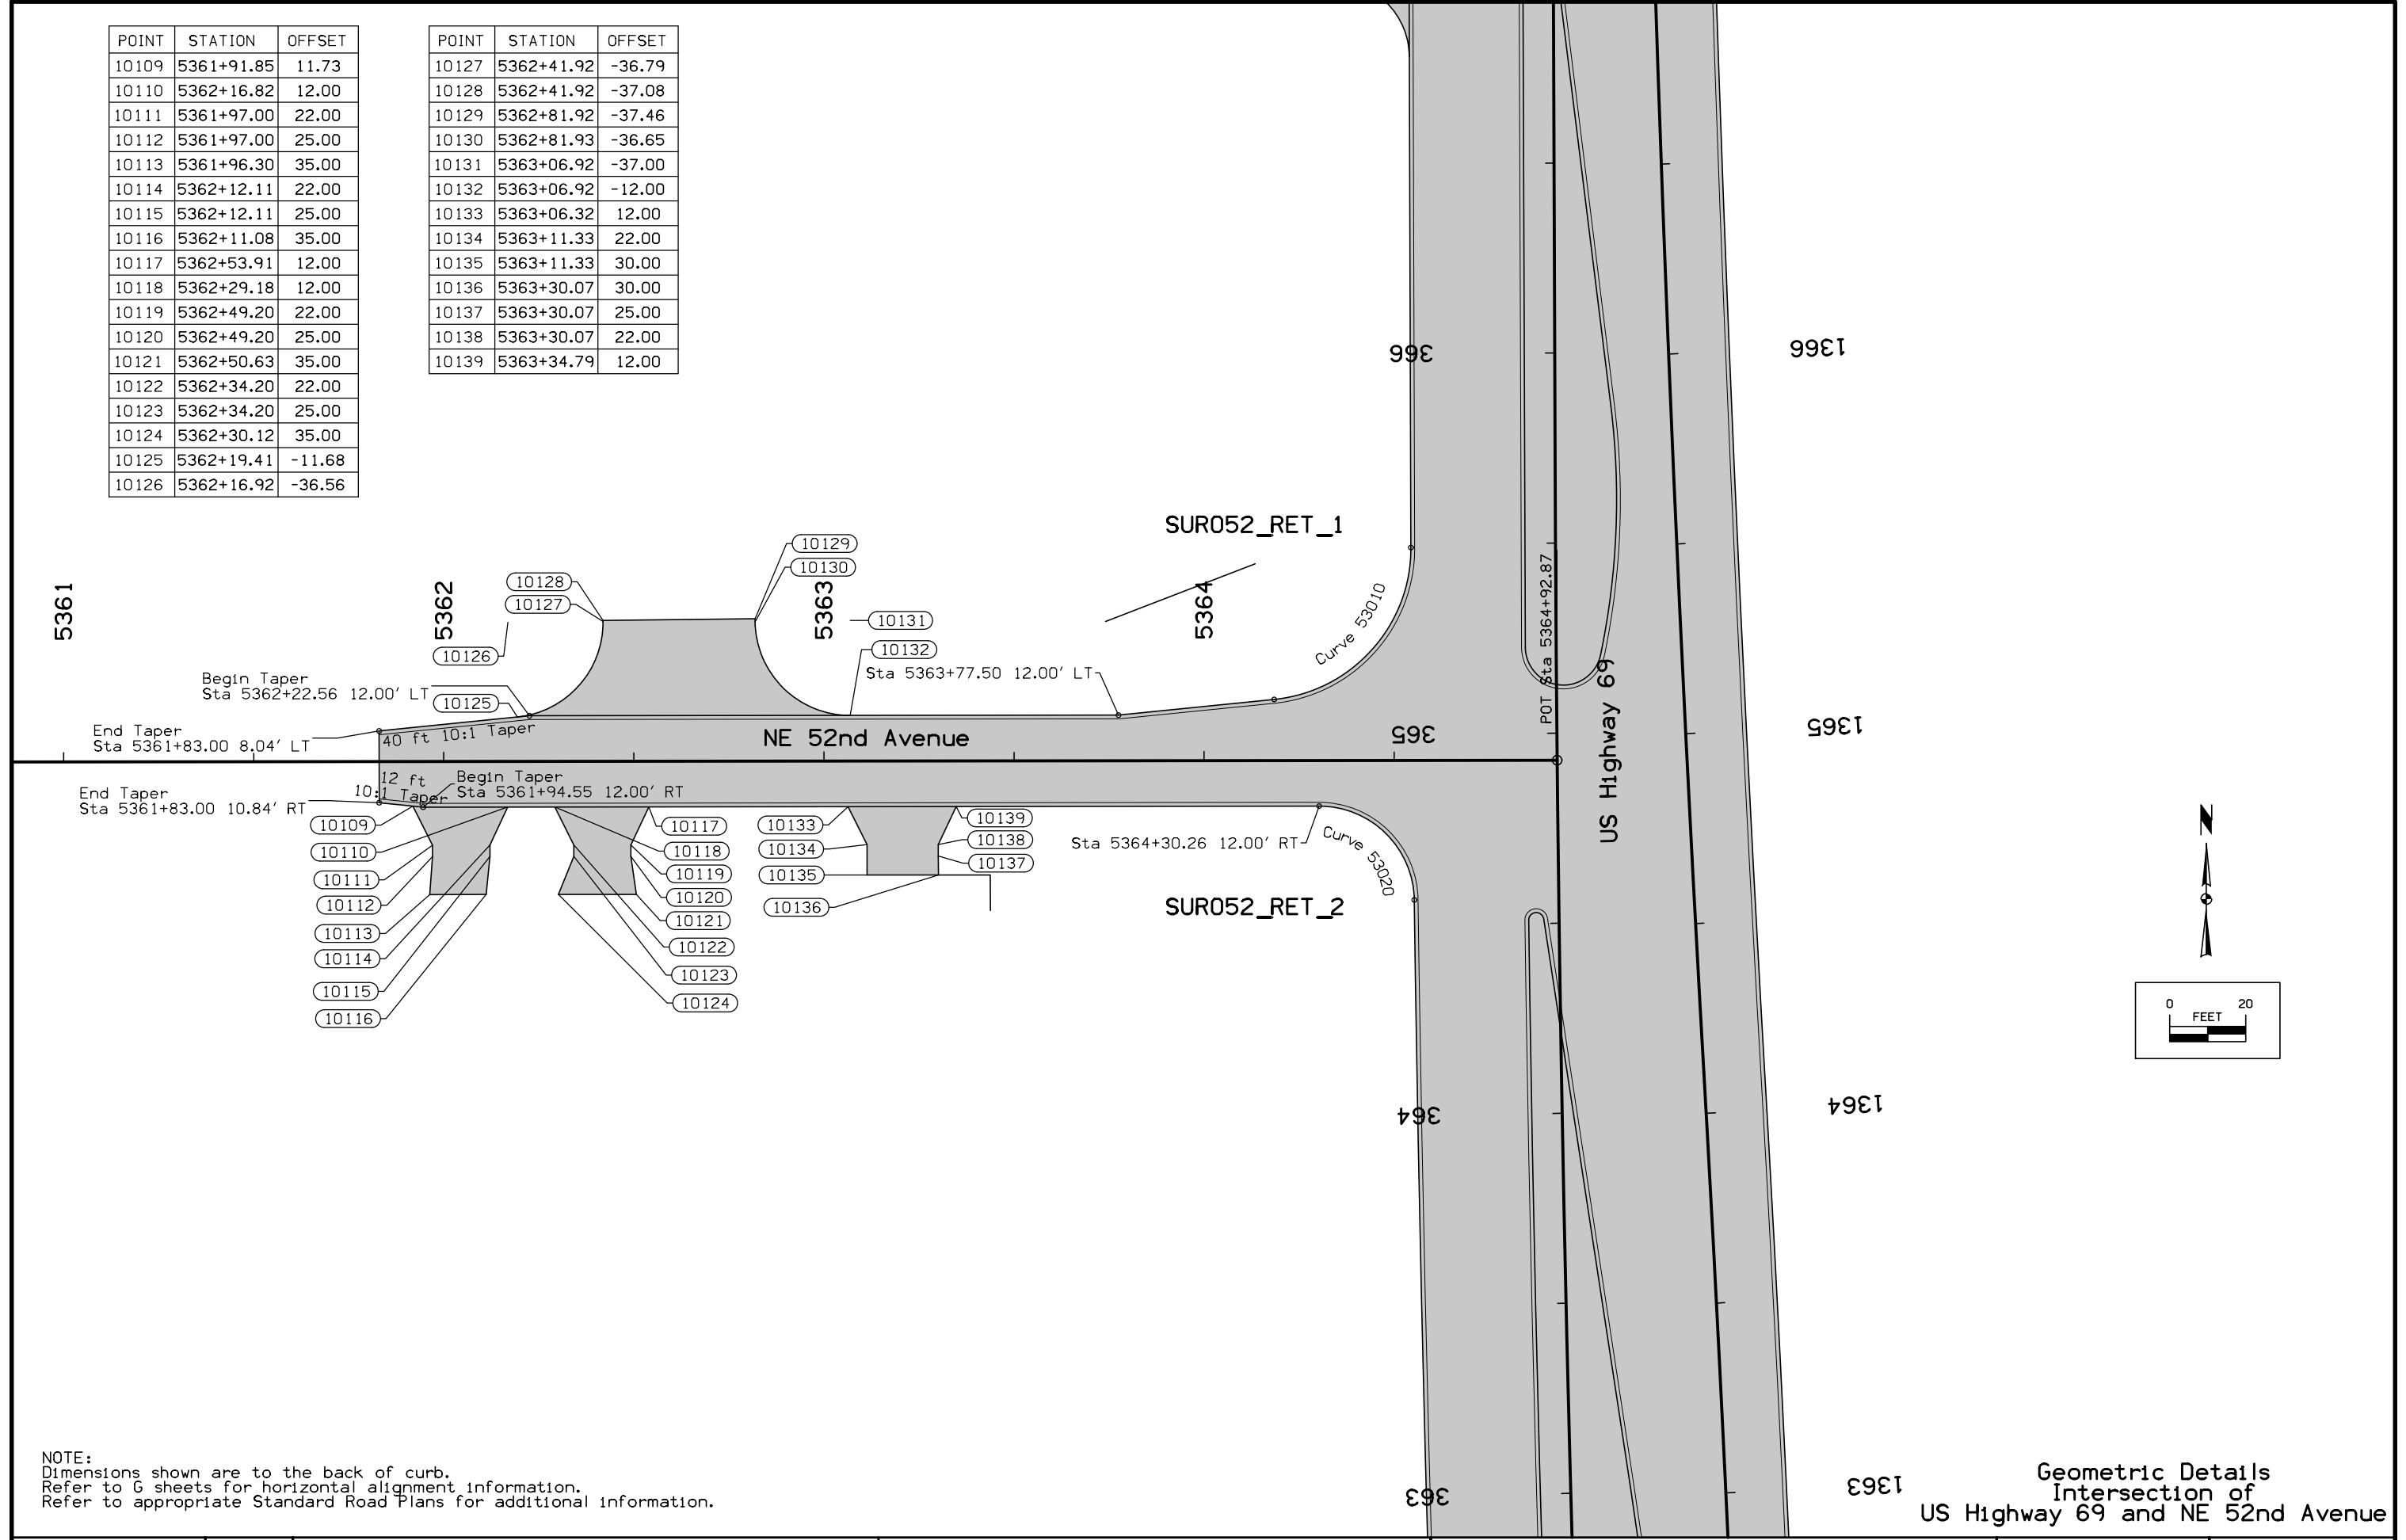 POINT STATION OFFSET
10109 5361+91.85 11.73
10110 5362+16.82 12.00
10111 5361+97.00 22.00
10112 5361+97.00 25.00
10113 5361+96.30 35.00
10114 5362+12.11 22.00
10115 5362+12.11 25.00
10116 5362+11.08 35.00
10117 5362+53.91 12.00
10118 5362+29.18 12.00
10119 5362+49.20 22.00
10120 5362+49.20 25.00
10121 5362+50.63 35.00
10122 5362+34.20 22.00
10123 5362+34.20 25.00
10124 5362+30.12 35.00
10125 5362+19.41 -11.68
10126 5362+16.92 -36.56
POINT STATION OFFSET
10127 5362+41.92 -36.79
10128 5362+41.92 -37.08
10129 5362+81.92 -37.46
10130 5362+81.93 -36.65
10131 5363+06.92 -37.00
10132 5363+06.92 -12.00
10133 5363+06.32 12.00
10134 5363+11.33 22.00
10135 5363+11.33 30.00
10136 5363+30.07 30.00
10137 5363+30.07 25.00
10138 5363+30.07 22.00
10139 5363+34.79 12.00
366
1366
SUR052_RET_1
10129
10130
10128
10127
5361
5362
5363
5364
10131
10126
10132
Curve 53010
POT Sta 5364+92.87
Sta 5363+77.50 12.00' LT
Begin Taper
Sta 5362+22.56 12.00' LT
10125
End Taper
Sta 5361+83.00 8.04' LT
40 ft 10:1 Taper
NE 52nd Avenue
365
US Highway 69
1365
12 ft
10:1 Taper
Begin Taper
Sta 5361+94.55 12.00' RT
End Taper
Sta 5361+83.00 10.84' RT
10109
10110
10111
10112
10113
10114
10115
10116
10117
10118
10119
10120
10121
10122
10123
10124
10133
10134
10135
10136
10139
10138
10137
Sta 5364+30.26 12.00' RT
Curve 53020
SUR052_RET_2
N
0 20
FEET
364
1364
363
1363
NOTE:
Dimensions shown are to the back of curb.
Refer to G sheets for horizontal alignment information.
Refer to appropriate Standard Road Plans for additional information.
Geometric Details
Intersection of
US Highway 69 and NE 52nd Avenue